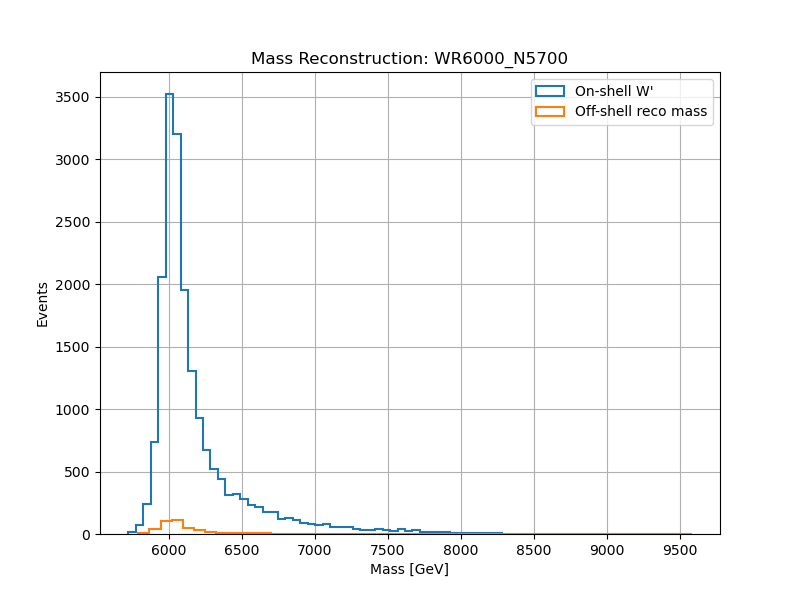 Mass Reconstruction: WR6000_N5700
On-shell W'
Off-shell reco mass
Events
3500
3000
2500
2000
1500
1000
500
0
6000 6500 7000 7500 8000 8500 9000 9500
Mass [GeV]